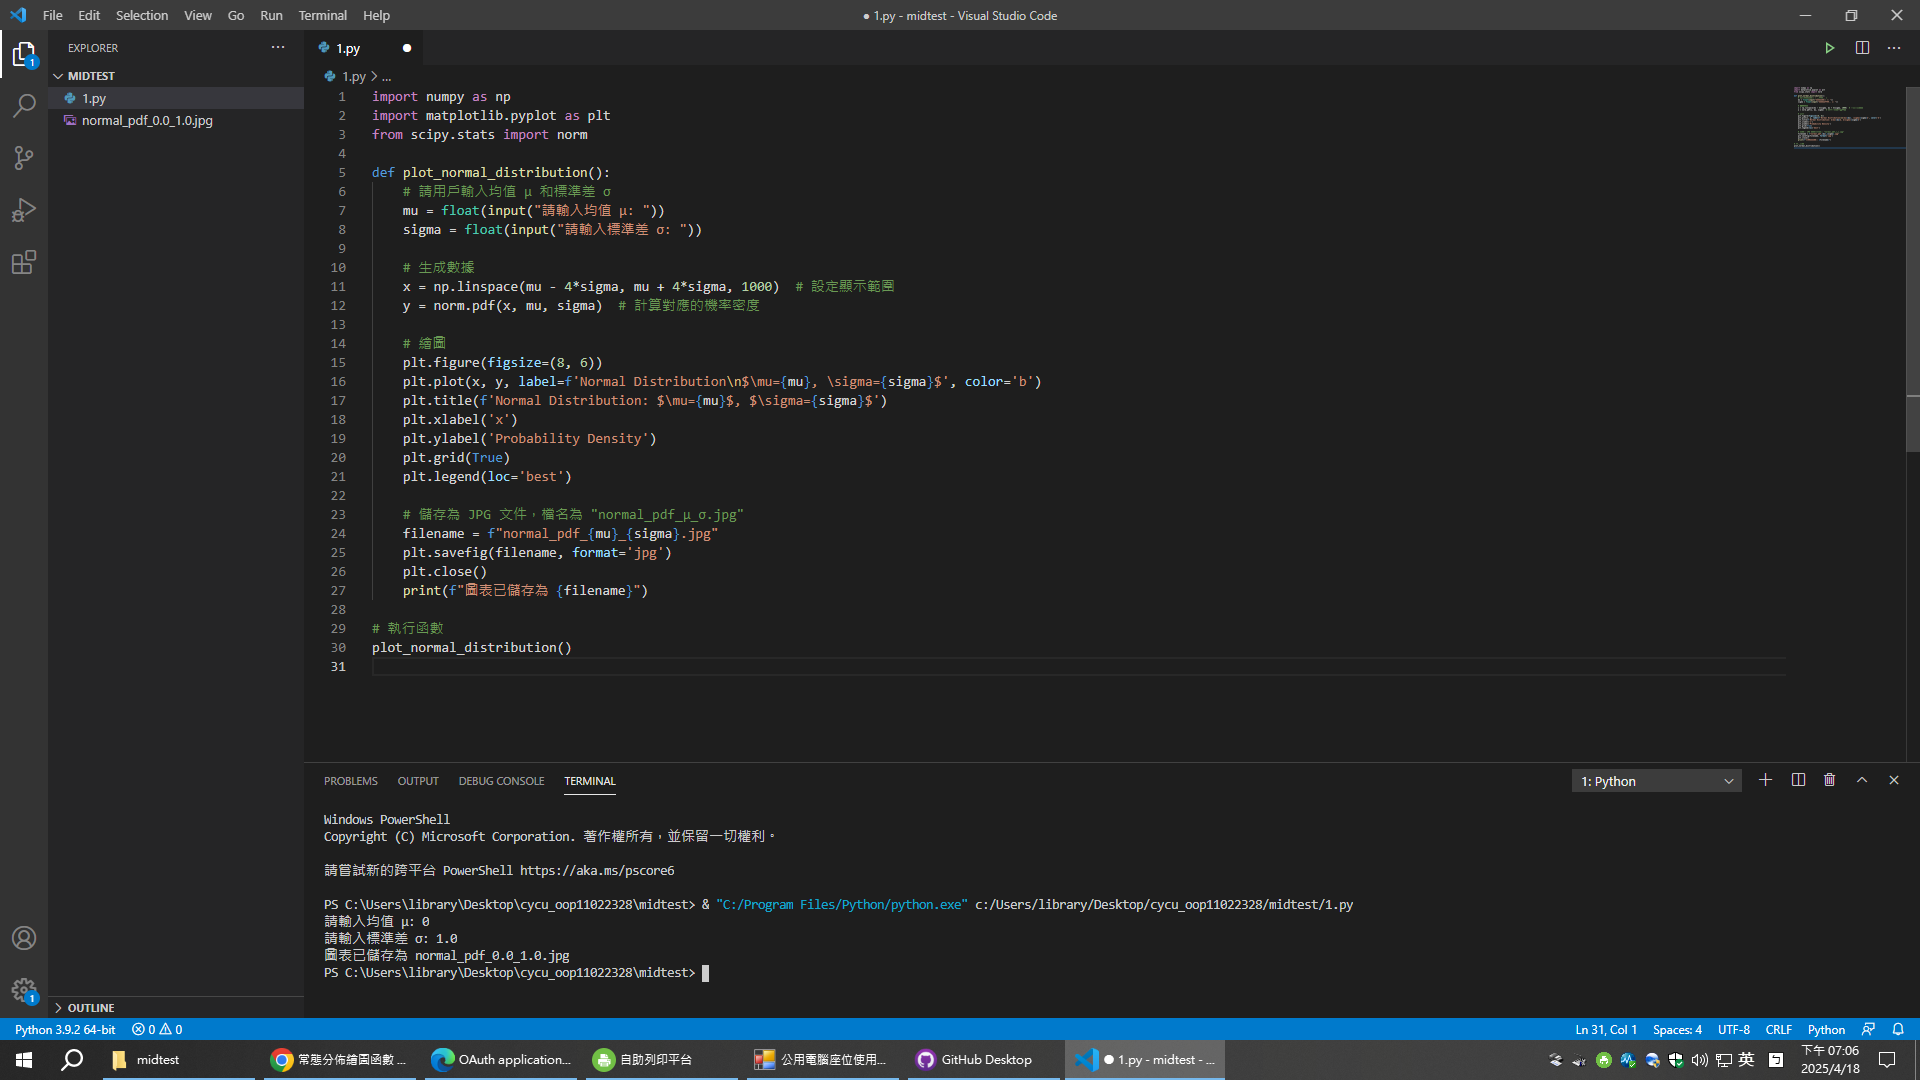 File Edit Selection View Go Run Terminal Help
● 1.py - midtest - Visual Studio Code
EXPLORER
MIDTEST
1.py
normal_pdf_0.0_1.0.jpg
OUTLINE
1.py
1.py > ...
1 import numpy as np
2 import matplotlib.pyplot as plt
3 from scipy.stats import norm
4
5 def plot_normal_distribution():
6 # 請用戶輸入均值 μ 和標準差 σ
7 mu = float(input("請輸入均值 μ: "))
8 sigma = float(input("請輸入標準差 σ: "))
9
10 # 生成數據
11 x = np.linspace(mu - 4*sigma, mu + 4*sigma, 1000)  # 設定顯示範圍
12 y = norm.pdf(x, mu, sigma)  # 計算對應的機率密度
13
14 # 繪圖
15 plt.figure(figsize=(8, 6))
16 plt.plot(x, y, label=f'Normal Distribution\n$\mu={mu}, \sigma={sigma}$', color='b')
17 plt.title(f'Normal Distribution: $\mu={mu}$, $\sigma={sigma}$')
18 plt.xlabel('x')
19 plt.ylabel('Probability Density')
20 plt.grid(True)
21 plt.legend(loc='best')
22
23 # 儲存為 JPG 文件，檔名為 "normal_pdf_μ_σ.jpg"
24 filename = f"normal_pdf_{mu}_{sigma}.jpg"
25 plt.savefig(filename, format='jpg')
26 plt.close()
27 print(f"圖表已儲存為 {filename}")
28
29 # 執行函數
30 plot_normal_distribution()
31
PROBLEMS OUTPUT DEBUG CONSOLE TERMINAL
1: Python
Windows PowerShell
Copyright (C) Microsoft Corporation. 著作權所有，並保留一切權利。
請嘗試新的跨平台 PowerShell https://aka.ms/pscore6
PS C:\Users\library\Desktop\cycu_oop11022328\midtest> & "C:/Program Files/Python/python.exe" c:/Users/library/Desktop/cycu_oop11022328/midtest/1.py
請輸入均值 μ: 0
請輸入標準差 σ: 1.0
圖表已儲存為 normal_pdf_0.0_1.0.jpg
PS C:\Users\library\Desktop\cycu_oop11022328\midtest>
Python 3.9.2 64-bit 0 0
Ln 31, Col 1 Spaces: 4 UTF-8 CRLF Python
midtest
常態分佈繪圖函數 ...
OAuth application...
自助列印平台
公用電腦座位使用...
GitHub Desktop
● 1.py - midtest - ...
英
下午 07:06
2025/4/18